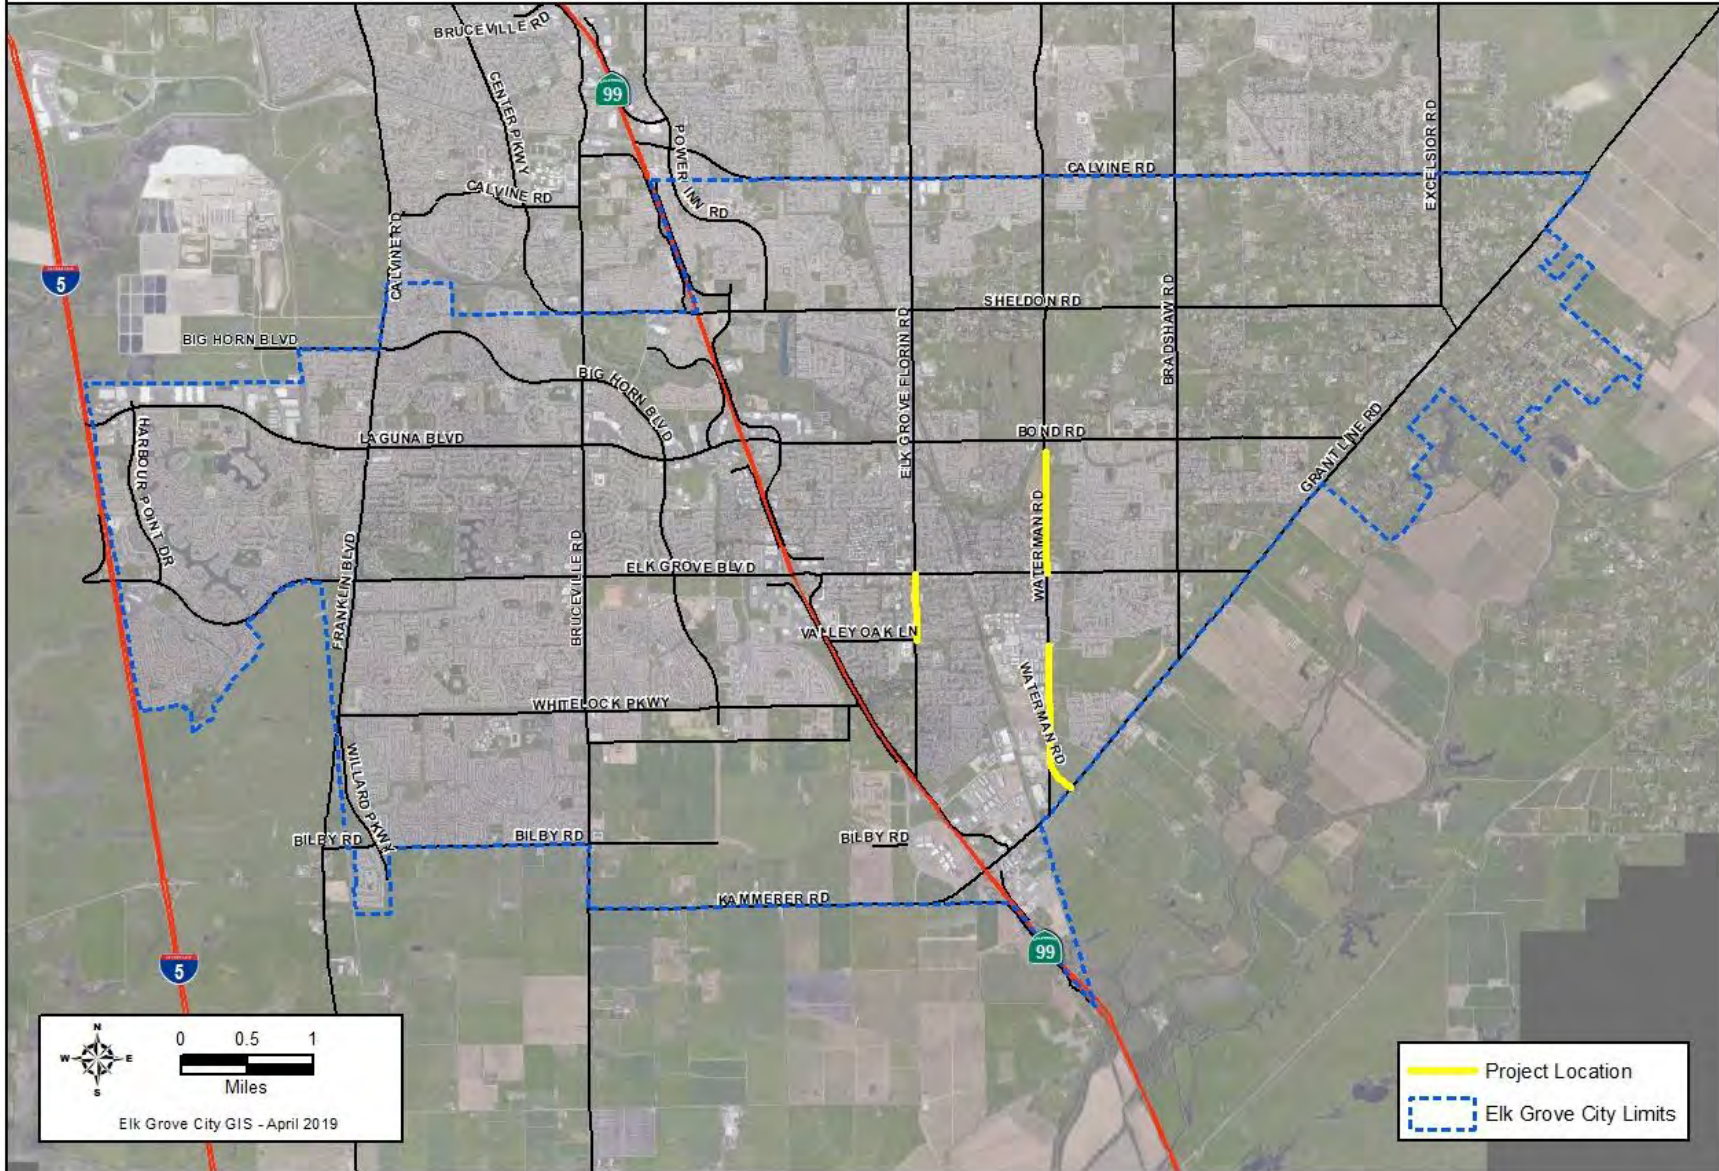 BRUCEVILLE RD
CENTER PKWY
99
POWER INN RD
EXCELSIOR RD
CALVINE RD
CALVINE RD
CALVINE RD
5
SHELDON RD
BRADSHAW RD
ELK GROVE FLORIN RD
BIG HORN BLVD
BIG HORN BLVD
HARBOUR POINT DR
LAGUNA BLVD
BOND RD
GRANT LINE RD
WATERMAN RD
FRANKLIN BLVD
BRUCEVILLE RD
ELK GROVE BLVD
VALLEY OAK LN
WATERMAN RD
WHITELOCK PKWY
WILLARD PKWY
BILBY RD
BILBY RD
BILBY RD
KAMMERER RD
99
5
N
W
E
S
0 0.5 1
Miles
Elk Grove City GIS - April 2019
Project Location
Elk Grove City Limits